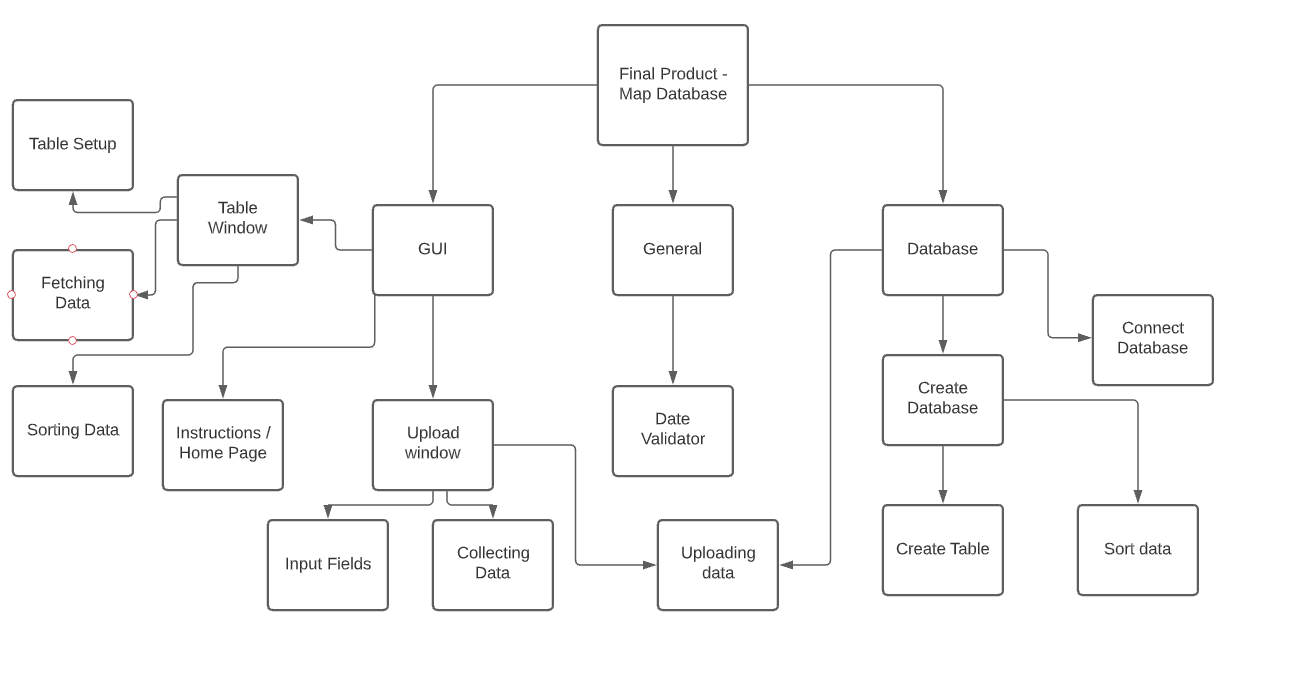 Final Product -
Map Database
Table Setup
Table
Window
GUI
General
Database
Fetching
Data
Connect
Database
Create
Database
Sorting Data
Instructions /
Home Page
Upload
window
Date
Validator
Input Fields
Collecting
Data
Uploading
data
Create Table
Sort data